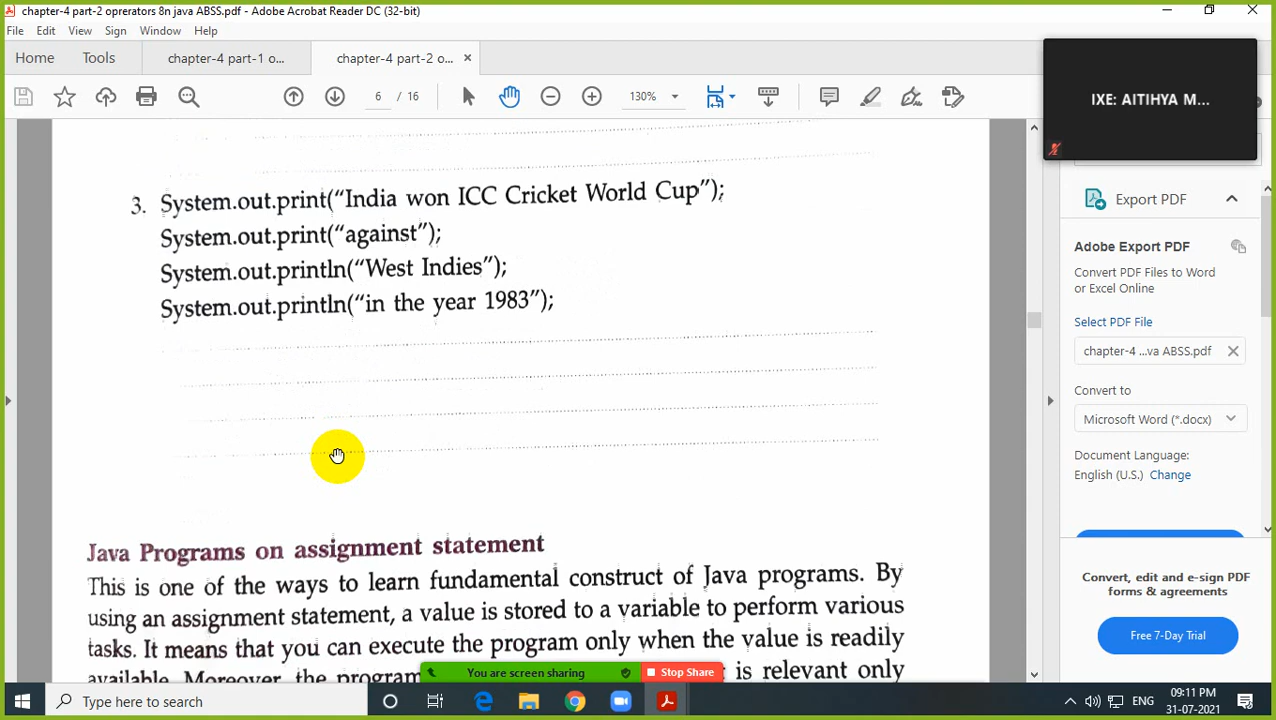 chapter-4 part-2 oprerators 8n java ABSS.pdf - Adobe Acrobat Reader DC (32-bit)
File Edit View Sign Window Help
Home Tools chapter-4 part-1 o... chapter-4 part-2 o... ×
6 / 16 130%
IXE: AITIHYA M...
3. System.out.print(“India won ICC Cricket World Cup”);
System.out.print(“against”);
System.out.println(“West Indies”);
System.out.println(“in the year 1983”);
Java Programs on assignment statement
This is one of the ways to learn fundamental construct of Java programs. By
using an assignment statement, a value is stored to a variable to perform various
tasks. It means that you can execute the program only when the value is readily
available. Moreover, the program is relevant only
Export PDF
Adobe Export PDF
Convert PDF Files to Word
or Excel Online
Select PDF File
chapter-4 ...va ABSS.pdf
Convert to
Microsoft Word (*.docx)
Document Language:
English (U.S.) Change
Convert, edit and e-sign PDF
forms & agreements
Free 7-Day Trial
You are screen sharing Stop Share
Type here to search
ENG
09:11 PM
31-07-2021